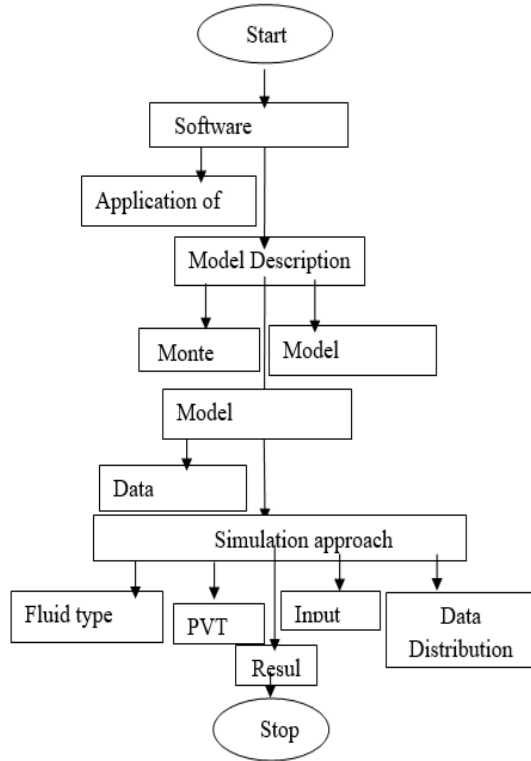 Start
Software
Application of
Model Description
Monte
Model
Model
Data
Simulation approach
Fluid type
PVT
Input
Data
Distribution
Resul
Stop